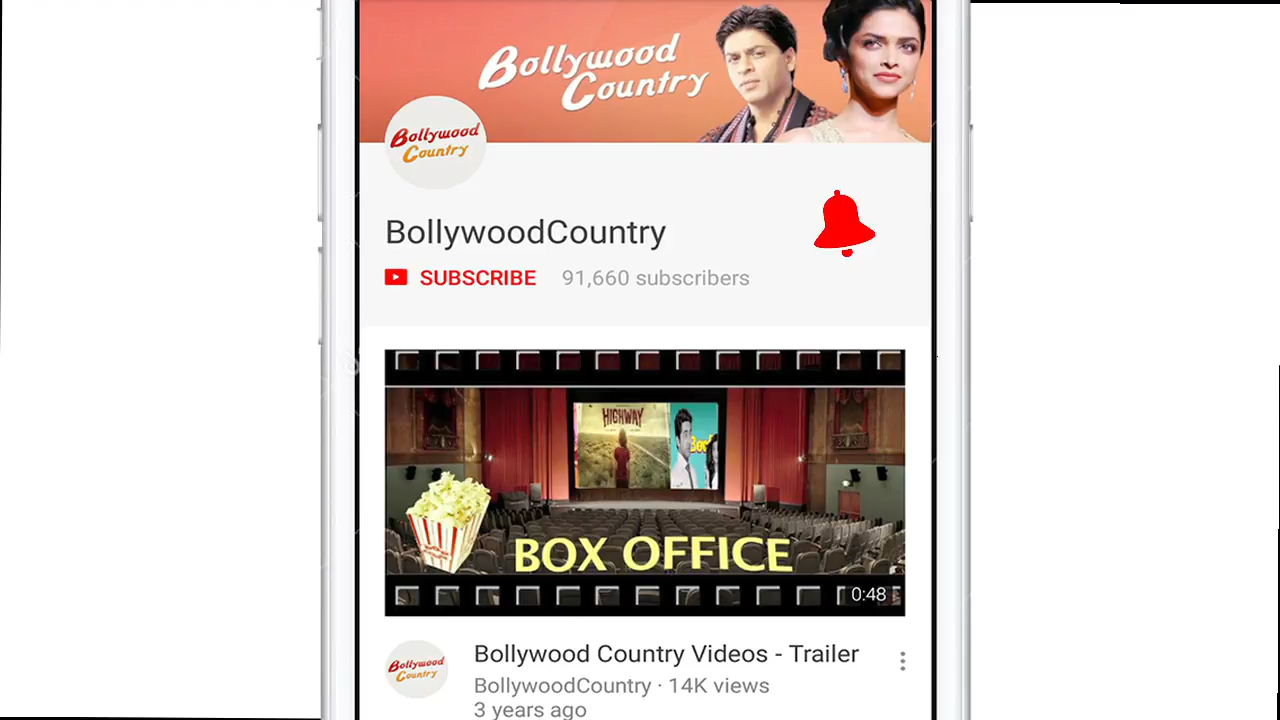 Bollywood
Country
Bollywood
Country
BollywoodCountry
SUBSCRIBE 91,660 subscribers
HIGHWAY
BOX OFFICE
0:48
Bollywood Country Videos - Trailer
Bollywood
Country
BollywoodCountry · 14K views
3 years ago